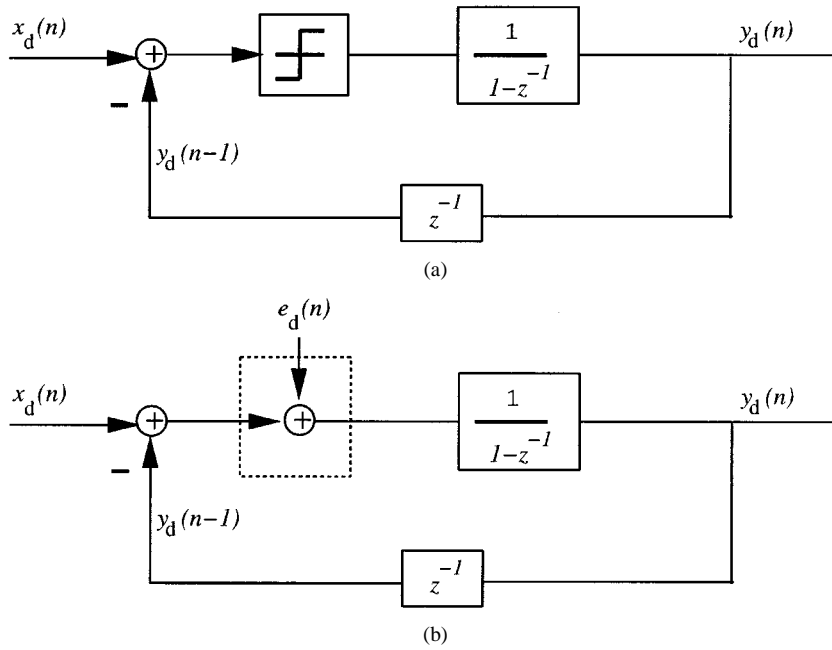 x_d(n)
y_d(n)
+
1
1-z^{-1}
−
y_d(n-1)
z^{-1}
(a)
e_d(n)
x_d(n)
y_d(n)
+
+
1
1-z^{-1}
−
y_d(n-1)
z^{-1}
(b)